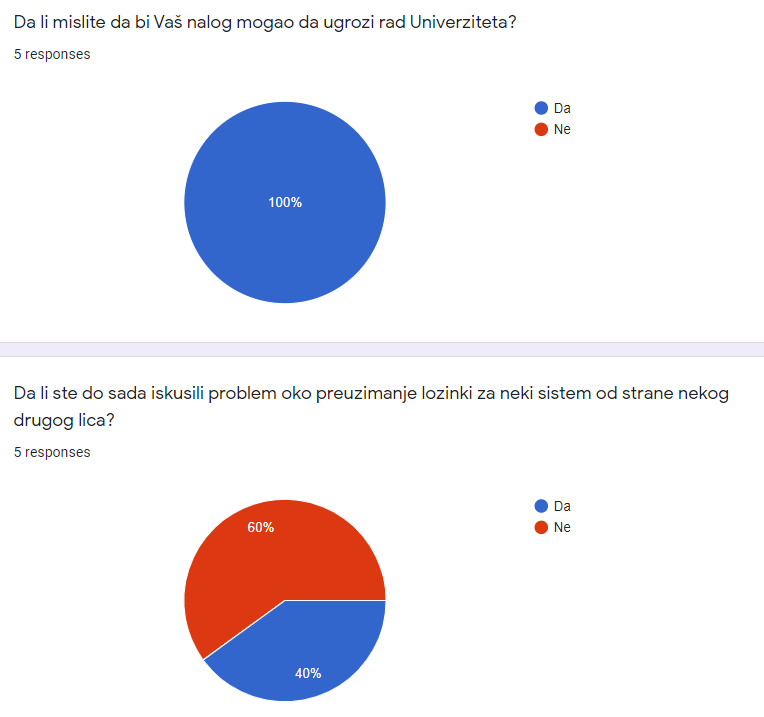 Da li mislite da bi Vaš nalog mogao da ugrozi rad Univerziteta?
5 responses
Da
Ne
100%
Da li ste do sada iskusili problem oko preuzimanje lozinki za neki sistem od strane nekog
drugog lica?
5 responses
Da
Ne
60%
40%